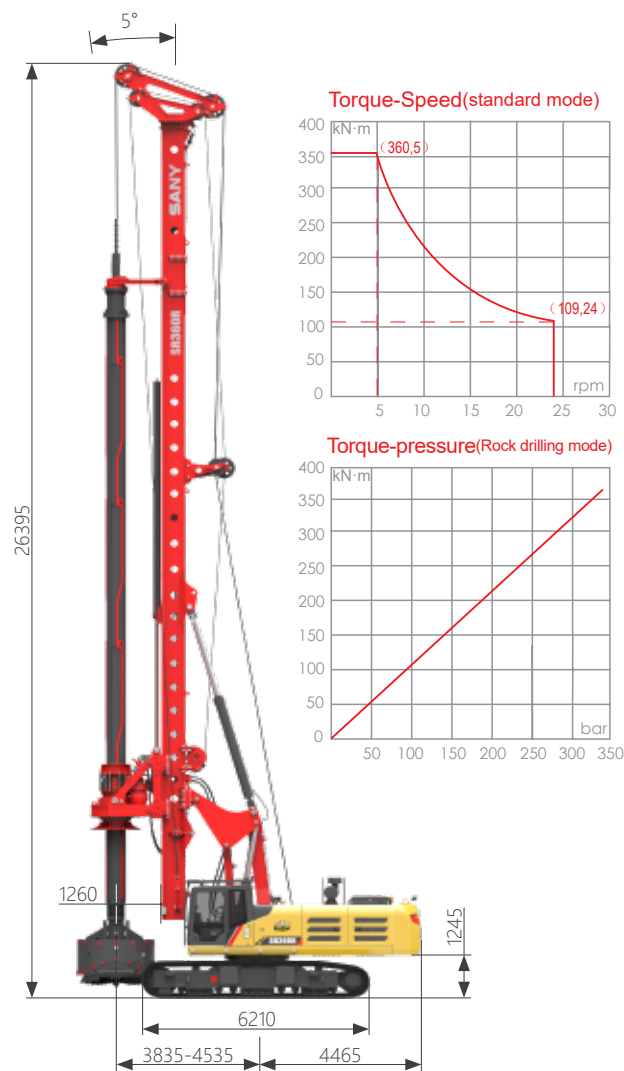 5°
Torque-Speed(standard mode)
400
kN·m
(360,5)
350
300
250
200
150
(109,24)
100
50
0
rpm
5 10 15 20 25 30
Torque-pressure(Rock drilling mode)
400
kN·m
350
300
250
200
150
100
50
0
bar
50 100 150 200 250 300 350
SANY
SR360R
26395
1260
SR360R
1245
6210
3835-4535
4465